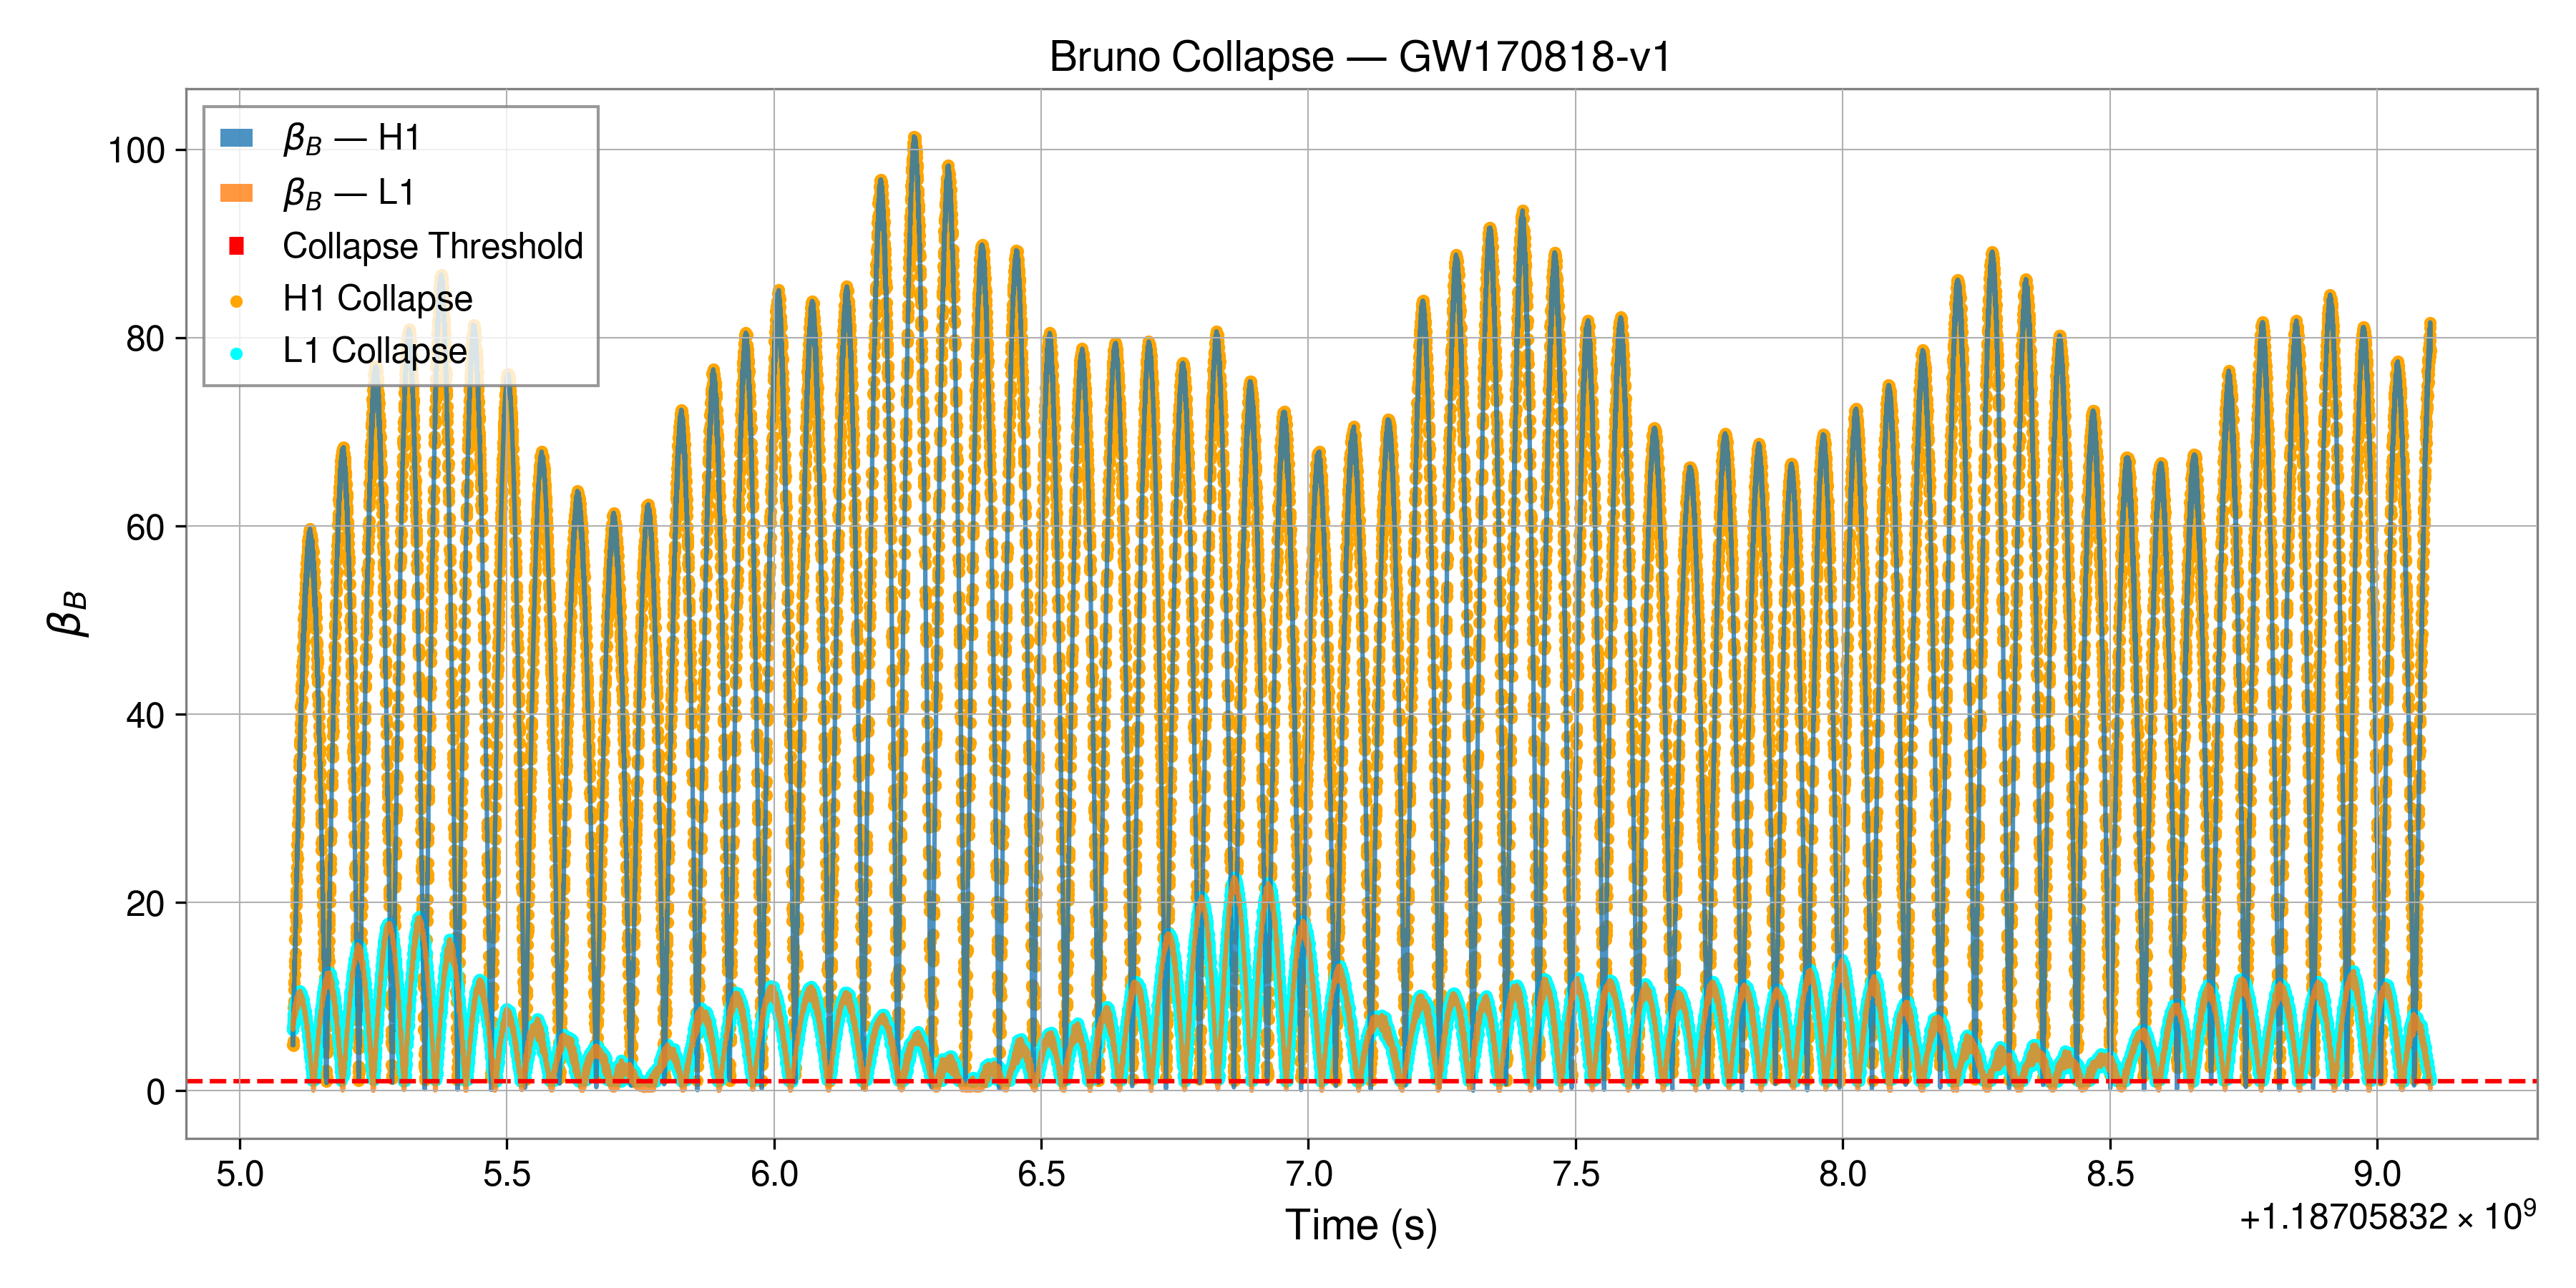 Bruno Collapse — GW170818-v1
β_B — H1
β_B — L1
Collapse Threshold
H1 Collapse
L1 Collapse
β_B
100
80
60
40
20
0
5.0 5.5 6.0 6.5 7.0 7.5 8.0 8.5 9.0
Time (s)
+1.18705832 × 10⁹